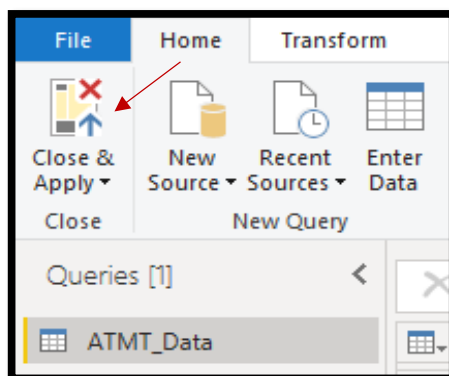 File Home Transform
Close & New Recent Enter
Apply Source Sources Data
Close New Query
Queries [1]
ATMT_Data